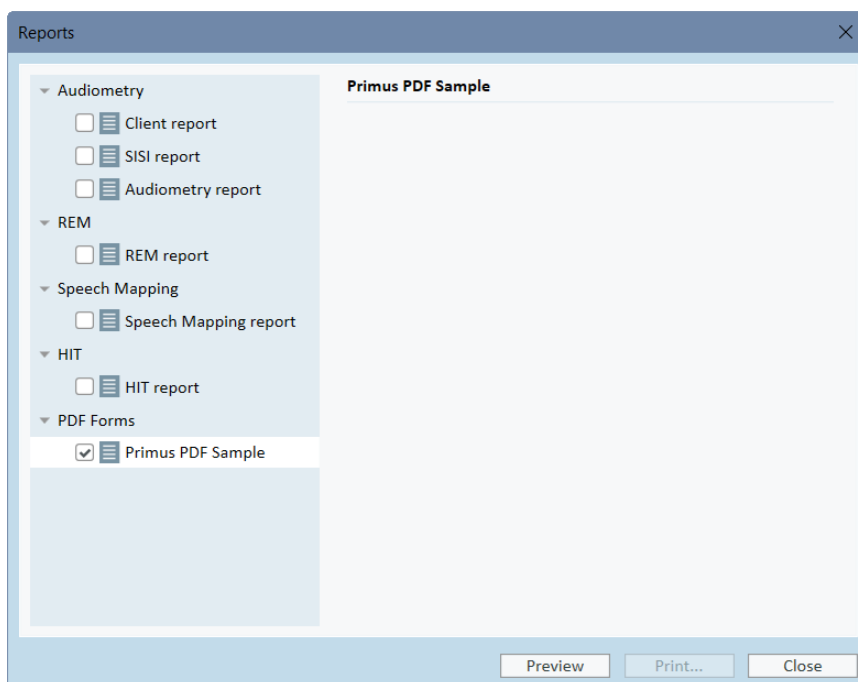 Reports
Audiometry
Client report
SISI report
Audiometry report
REM
REM report
Speech Mapping
Speech Mapping report
HIT
HIT report
PDF Forms
Primus PDF Sample
Primus PDF Sample
Preview
Print...
Close